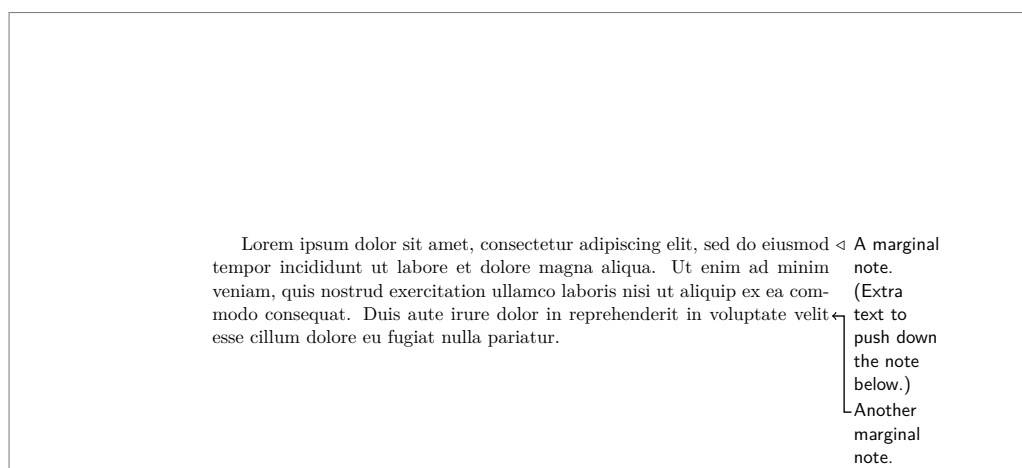 Lorem ipsum dolor sit amet, consectetur adipiscing elit, sed do eiusmod
tempor incididunt ut labore et dolore magna aliqua. Ut enim ad minim
veniam, quis nostrud exercitation ullamco laboris nisi ut aliquip ex ea com-
modo consequat. Duis aute irure dolor in reprehenderit in voluptate velit
esse cillum dolore eu fugiat nulla pariatur.
A marginal
note.
(Extra
text to
push down
the note
below.)
Another
marginal
note.